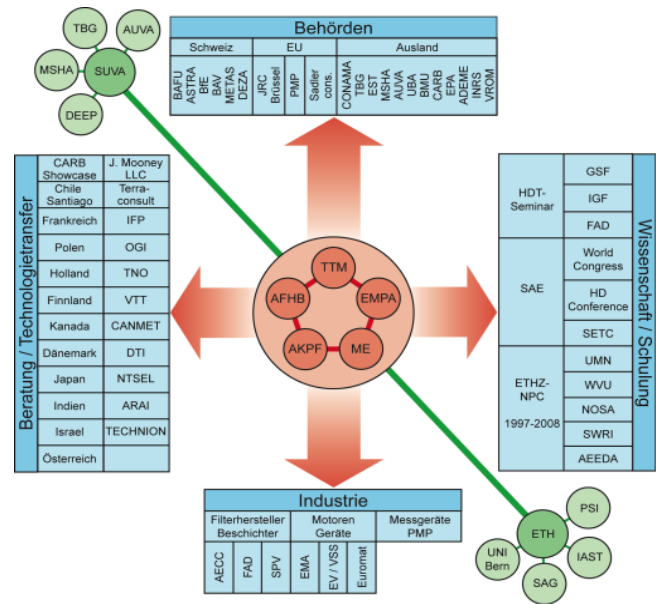 TBG
AUVA
MSHA
SUVA
DEEP
Behörden
Schweiz
EU
Ausland
BAFU
ASTRA
BfE
BAV
METAS
DEZA
JRC
Brüssel
PMP
Sadler
cons.
CONAMA
TBG
EST
MSHA
AUVA
UBA
BMU
CARB
EPA
ADEME
INRS
VROM
Beratung / Technologietransfer
CARB
Showcase
J. Mooney
LLC
Chile
Santiago
Terra-
consult
Frankreich
IFP
Polen
OGI
Holland
TNO
Finnland
VTT
Kanada
CANMET
Dänemark
DTI
Japan
NTSEL
Indien
ARAI
Israel
TECHNION
Österreich
TTM
AFHB
EMPA
AKPF
ME
HDT-
Seminar
GSF
IGF
FAD
SAE
World
Congress
HD
Conference
SETC
ETHZ-
NPC
1997-2008
UMN
WVU
NOSA
SWRI
AEEDA
Wissenschaft / Schulung
Industrie
Filterhersteller
Beschichter
Motoren
Geräte
Messgeräte
PMP
AECC
FAD
SPV
EMA
EV / VSS
Euromat
PSI
ETH
UNI
Bern
IAST
SAG